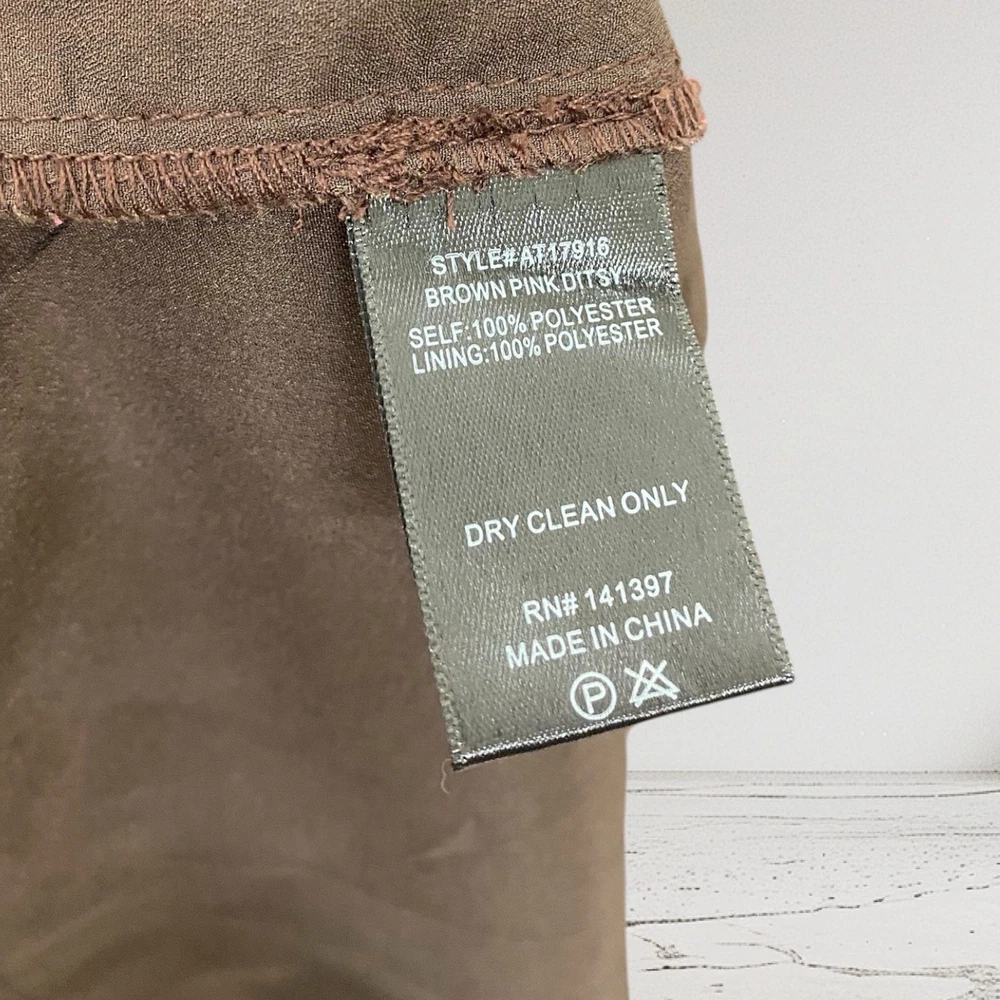 STYLE#AT17916
BROWN PINK DITSY
SELF:100% POLYESTER
LINING:100% POLYESTER
DRY CLEAN ONLY
RN# 141397
MADE IN CHINA
P